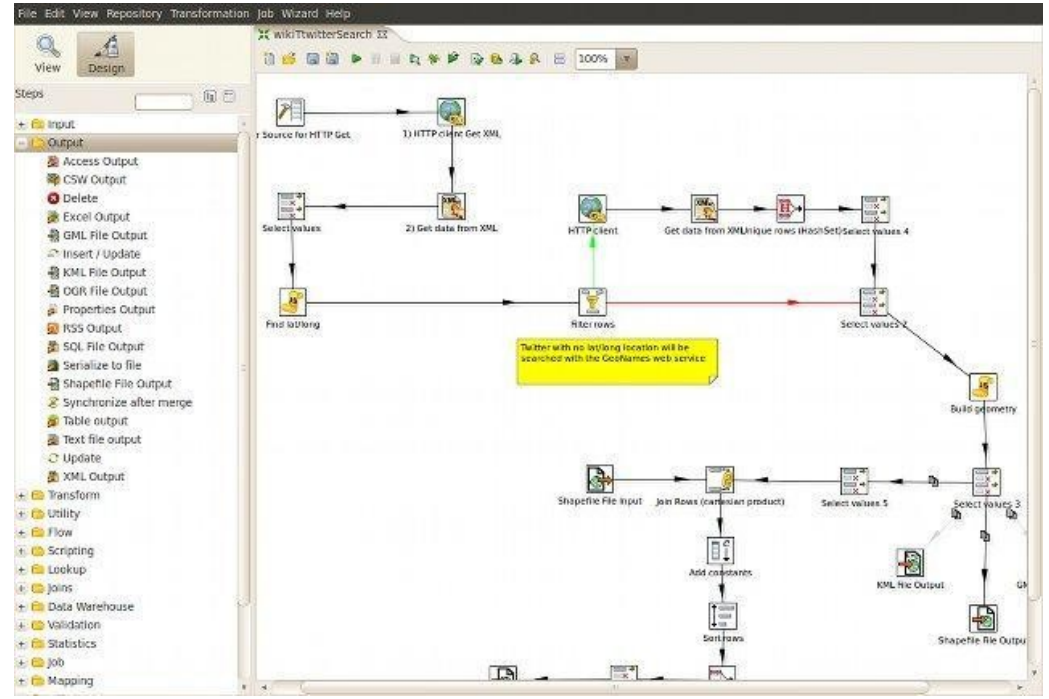 File Edit View Repository Transformation Job Wizard Help
View
Design
wikiTtwitterSearch
100%
Steps
Input
Output
Access Output
CSW Output
Delete
Excel Output
GML File Output
Insert / Update
KML File Output
OGR File Output
Properties Output
RSS Output
SQL File Output
Serialize to file
Shapefile File Output
Synchronize after merge
Table output
Text file output
Update
XML Output
Transform
Utility
Flow
Scripting
Lookup
Joins
Data Warehouse
Validation
Statistics
Job
Mapping
r Source for HTTP Get
1) HTTP client Get XML
Select values
2) Get data from XML
HTTP client
Get data from XML
Unique rows (HashSet)
Select values 4
Find lat/long
Filter rows
Select values 2
Twitter with no lat/long location will be
searched with the GeoNames web service
Build geometry
Shapefile File Input
Join Rows (cartesian product)
Select values 5
Select values 3
Add constants
KML File Output
GM
Sort rows
Shapefile File Outpu